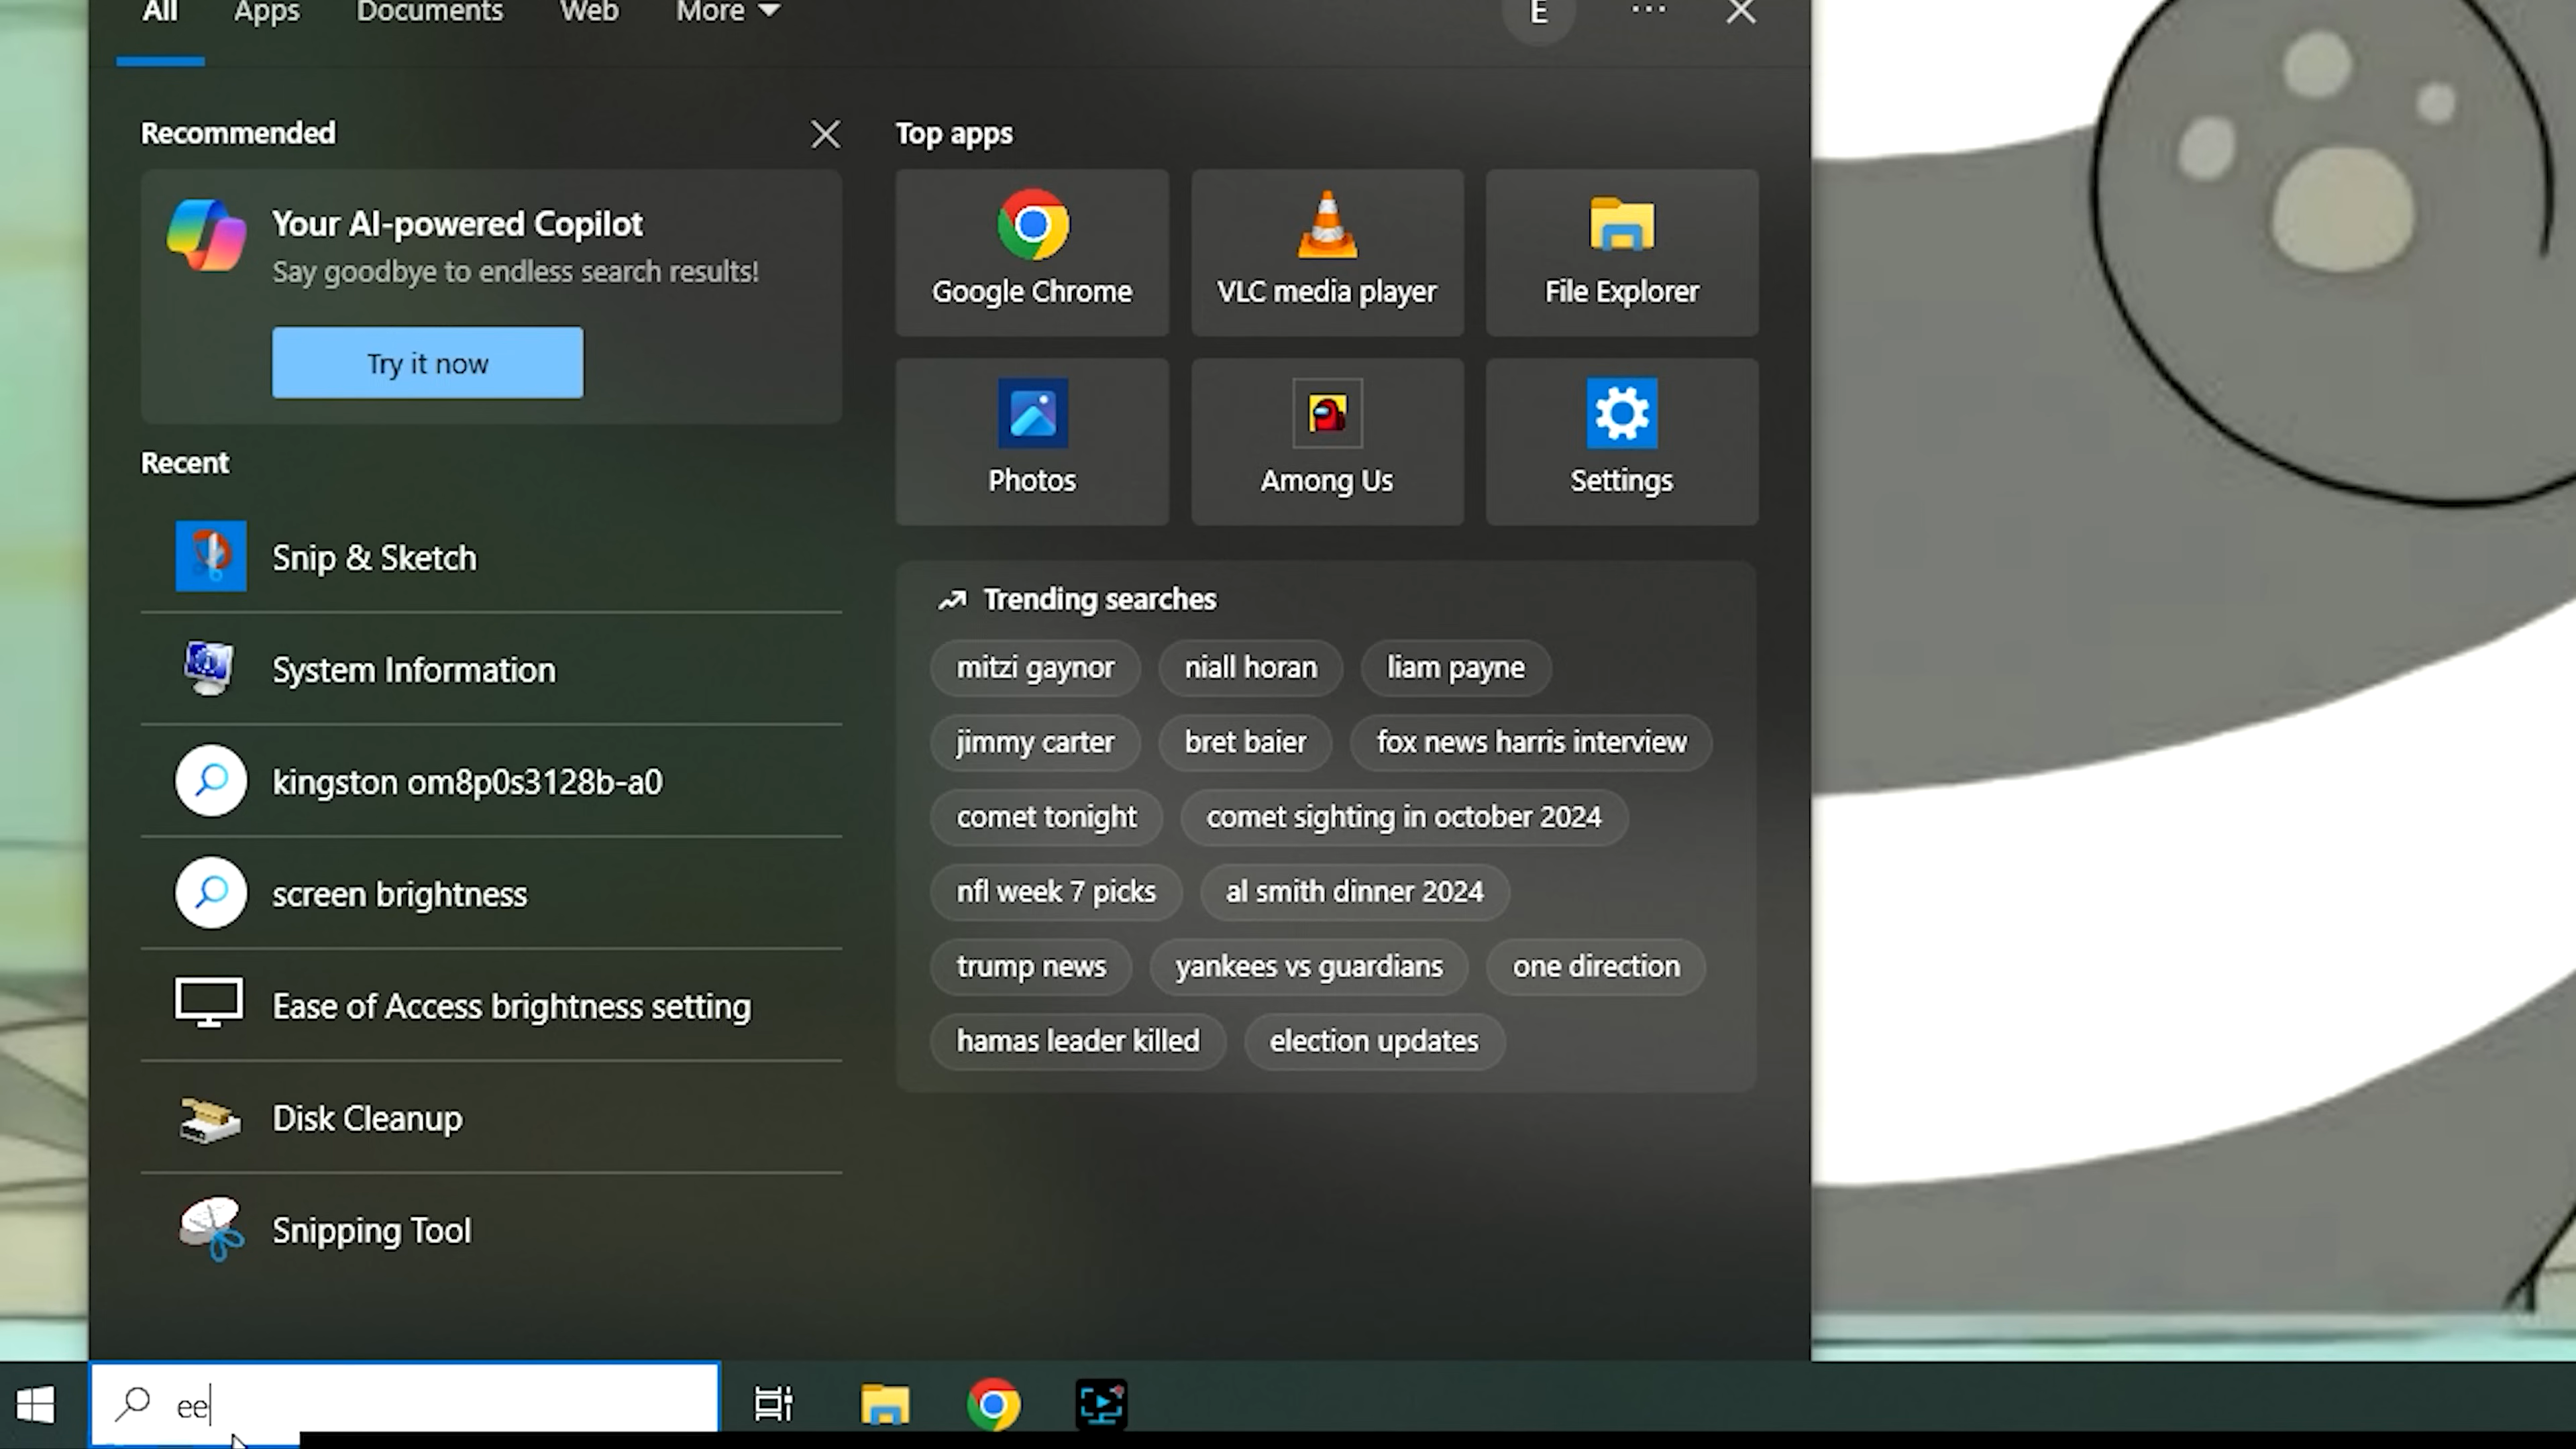 All Apps Documents Web More E
Recommended
Your AI-powered Copilot
Say goodbye to endless search results!
Try it now
Recent
Snip & Sketch
System Information
kingston om8p0s3128b-a0
screen brightness
Ease of Access brightness setting
Disk Cleanup
Snipping Tool
Top apps
Google Chrome VLC media player File Explorer
Photos Among Us Settings
Trending searches
mitzi gaynor niall horan liam payne
jimmy carter bret baier fox news harris interview
comet tonight comet sighting in october 2024
nfl week 7 picks al smith dinner 2024
trump news yankees vs guardians one direction
hamas leader killed election updates
ee